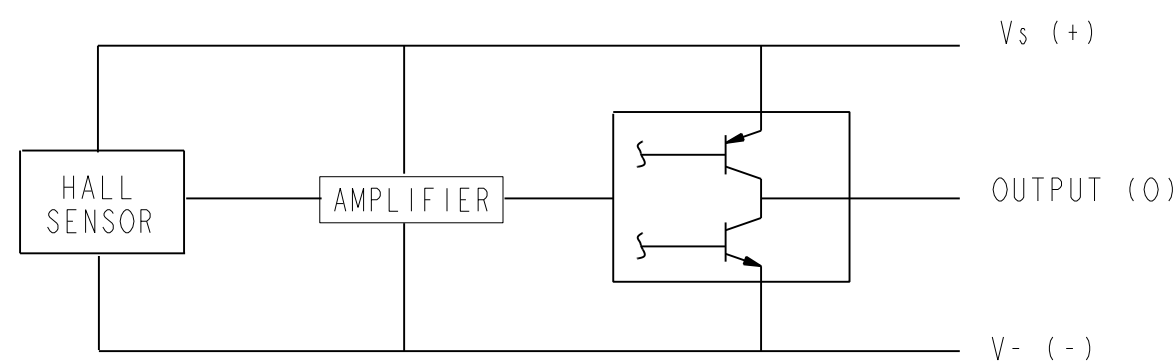 Vs (+)
HALL
SENSOR
AMPLIFIER
OUTPUT (O)
V- (-)